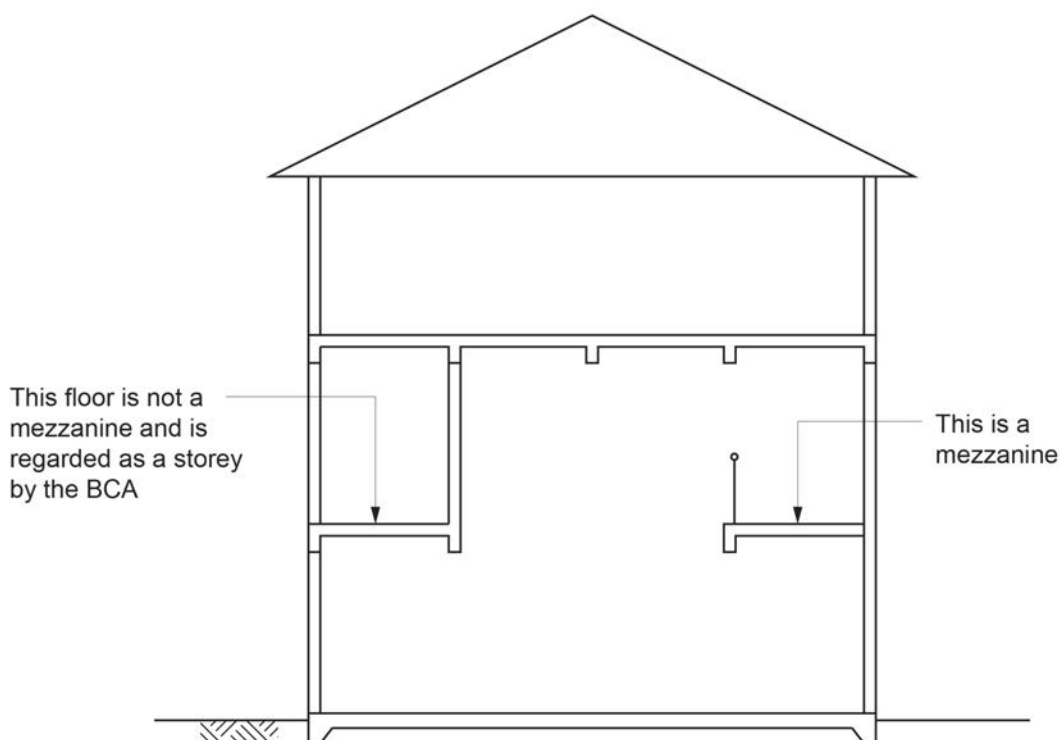 This floor is not a
mezzanine and is
regarded as a storey
by the BCA
This is a
mezzanine